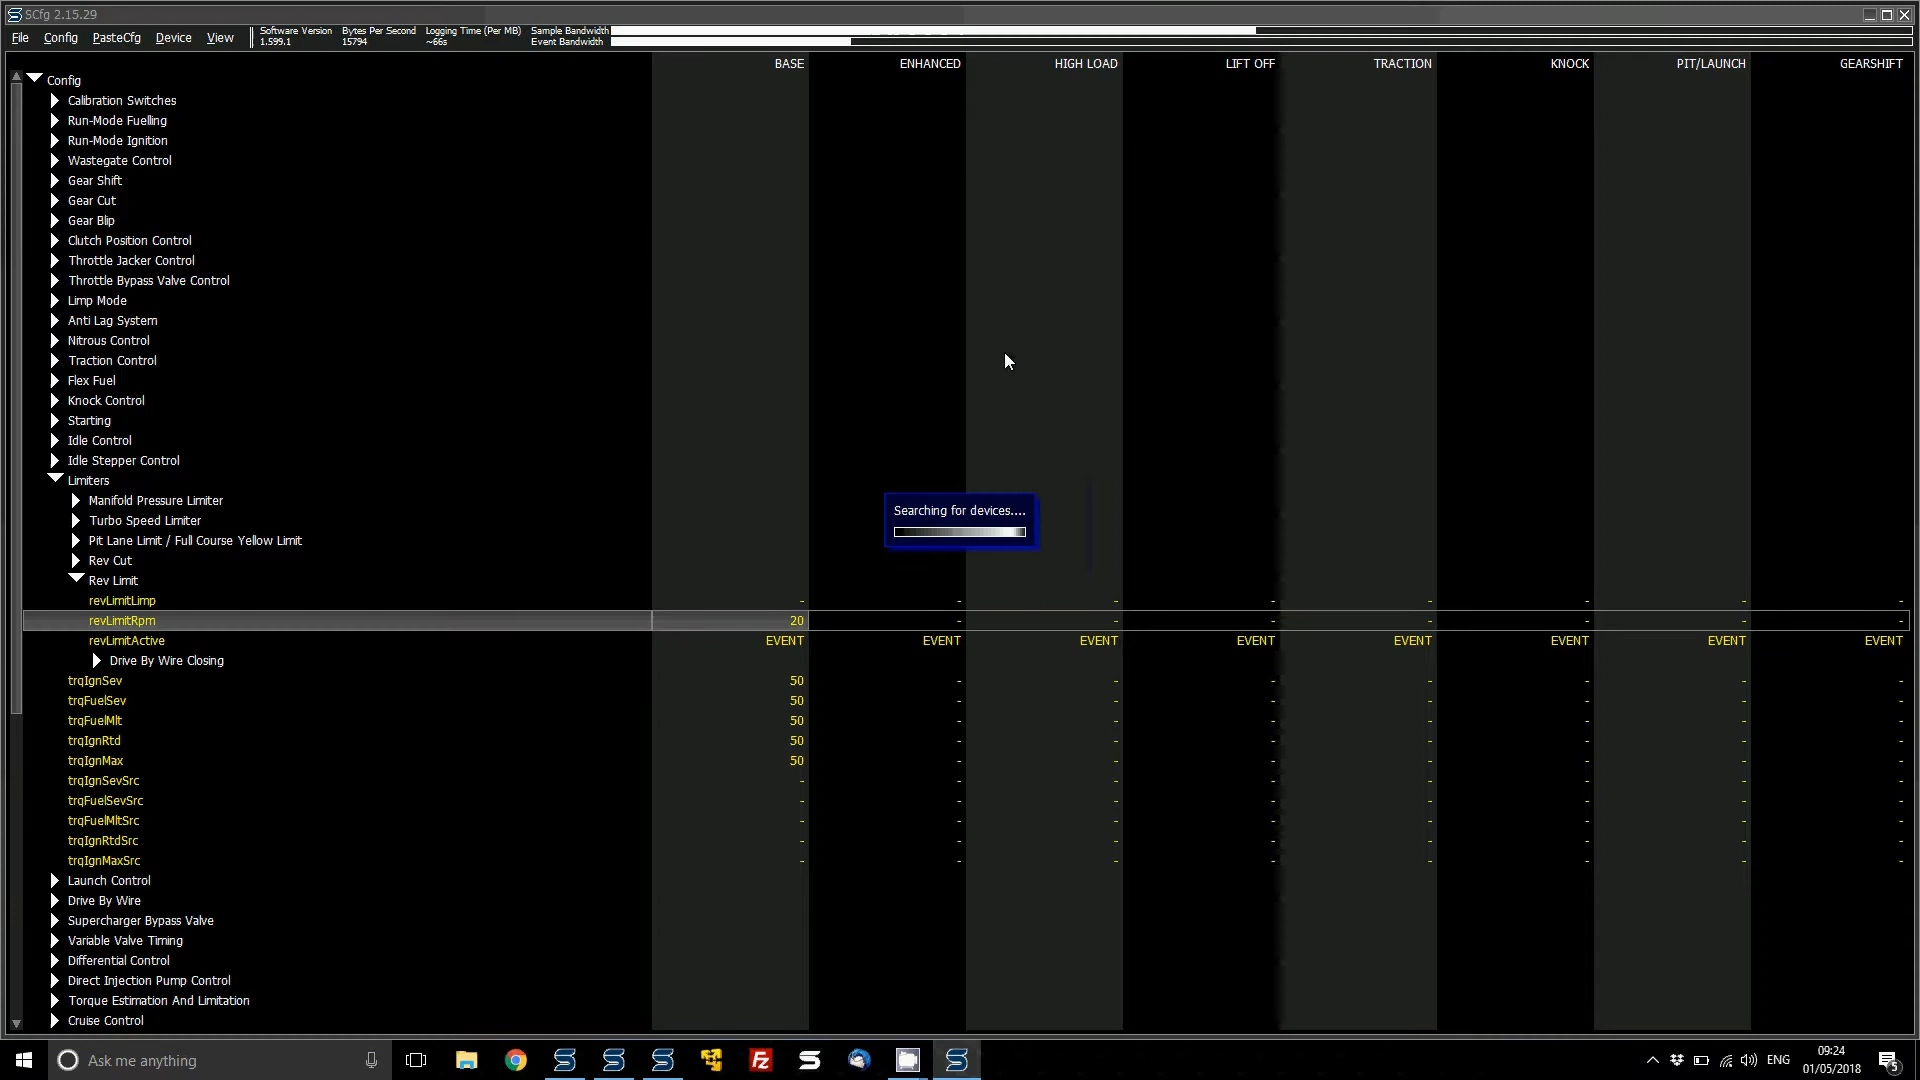 SCfg 2.15.29
File Config PasteCfg Device View
Software Version Bytes Per Second Logging Time (Per MB) Sample Bandwidth
1.599.1 15794 ~66s Event Bandwidth
BASE ENHANCED HIGH LOAD LIFT OFF TRACTION KNOCK PIT/LAUNCH GEARSHIFT
Config
Calibration Switches
Run-Mode Fuelling
Run-Mode Ignition
Wastegate Control
Gear Shift
Gear Cut
Gear Blip
Clutch Position Control
Throttle Jacker Control
Throttle Bypass Valve Control
Limp Mode
Anti Lag System
Nitrous Control
Traction Control
Flex Fuel
Knock Control
Starting
Idle Control
Idle Stepper Control
Limiters
Manifold Pressure Limiter
Searching for devices....
Turbo Speed Limiter
Pit Lane Limit / Full Course Yellow Limit
Rev Cut
Rev Limit
revLimitLimp - - - - - - - -
revLimitRpm 20 - - - - - - -
revLimitActive EVENT EVENT EVENT EVENT EVENT EVENT EVENT EVENT
Drive By Wire Closing
trqIgnSev 50 - - - - - - -
trqFuelSev 50 - - - - - - -
trqFuelMlt 50 - - - - - - -
trqIgnRtd 50 - - - - - - -
trqIgnMax 50 - - - - - - -
trqIgnSevSrc - - - - - - - -
trqFuelSevSrc - - - - - - - -
trqFuelMltSrc - - - - - - - -
trqIgnRtdSrc - - - - - - - -
trqIgnMaxSrc - - - - - - - -
Launch Control
Drive By Wire
Supercharger Bypass Valve
Variable Valve Timing
Differential Control
Direct Injection Pump Control
Torque Estimation And Limitation
Cruise Control
Ask me anything
Fz
ENG
09:24
01/05/2018
5